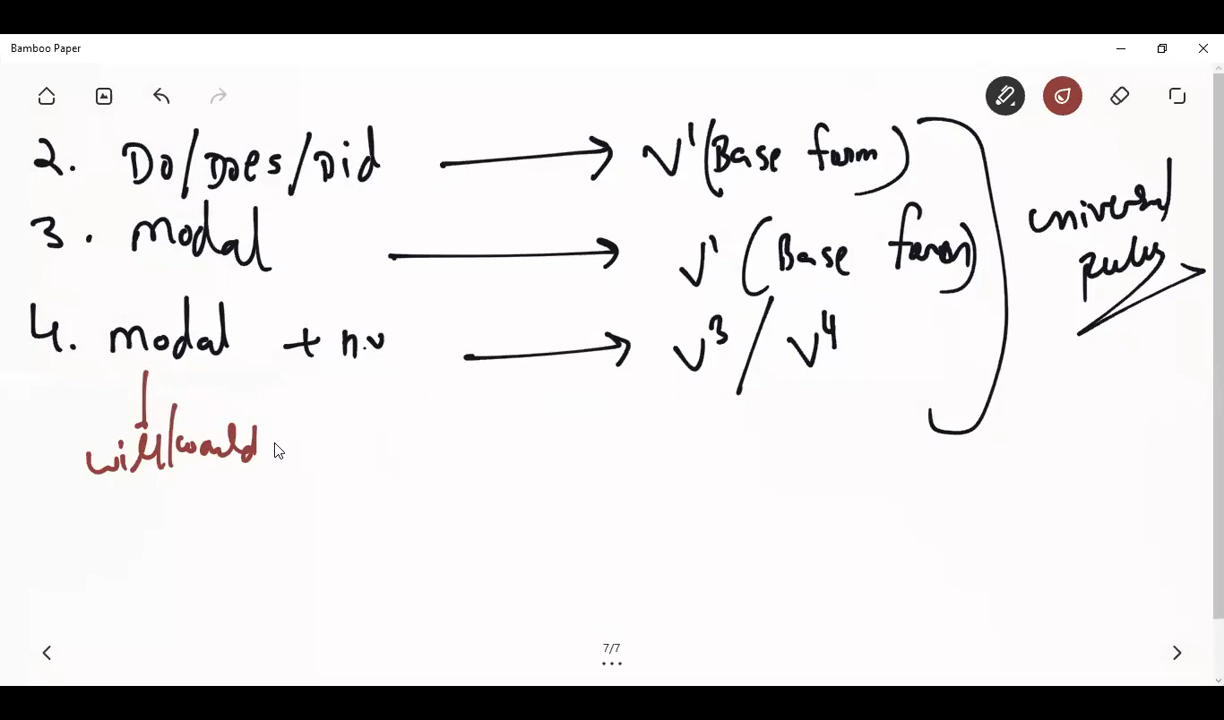 Bamboo Paper
2. Do/Does/Did → V¹ (Base form)
3. Modal → V¹ (Base form)
universal rules
4. Modal + h.v → V³ / V⁴
will/would
7/7